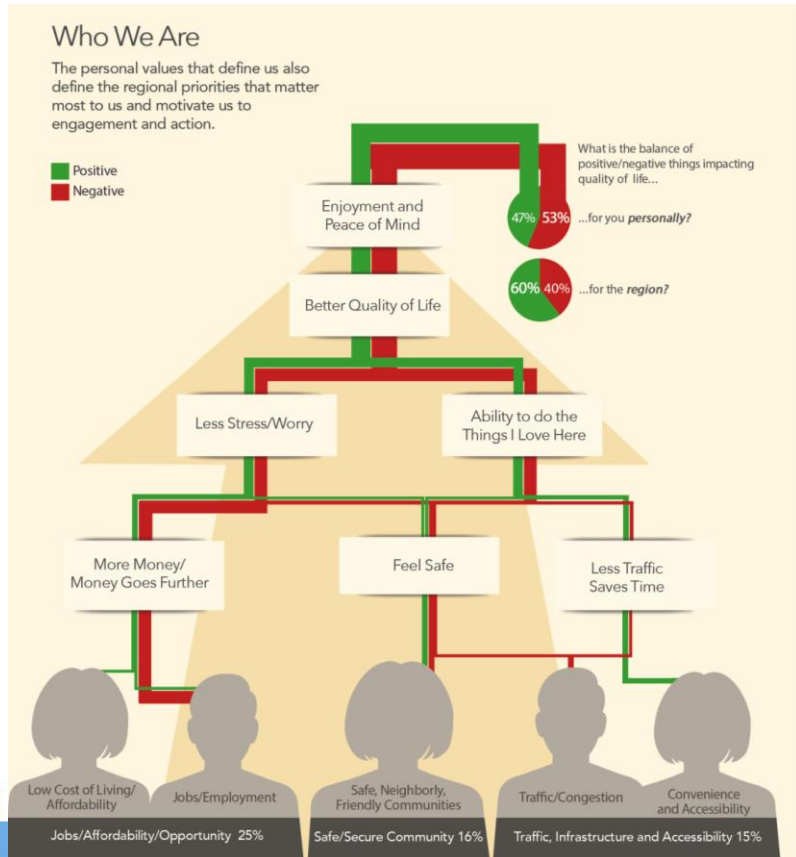 Who We Are
The personal values that define us also
define the regional priorities that matter
most to us and motivate us to
engagement and action.
Positive
Negative
What is the balance of
positive/negative things impacting
quality of life...
47% 53% ...for you personally?
60% 40% ...for the region?
Enjoyment and
Peace of Mind
Better Quality of Life
Less Stress/Worry
Ability to do the
Things I Love Here
More Money/
Money Goes Further
Feel Safe
Less Traffic
Saves Time
Low Cost of Living/
Affordability
Jobs/Employment
Safe, Neighborly,
Friendly Communities
Traffic/Congestion
Convenience
and Accessibility
Jobs/Affordability/Opportunity 25%
Safe/Secure Community 16%
Traffic, Infrastructure and Accessibility 15%